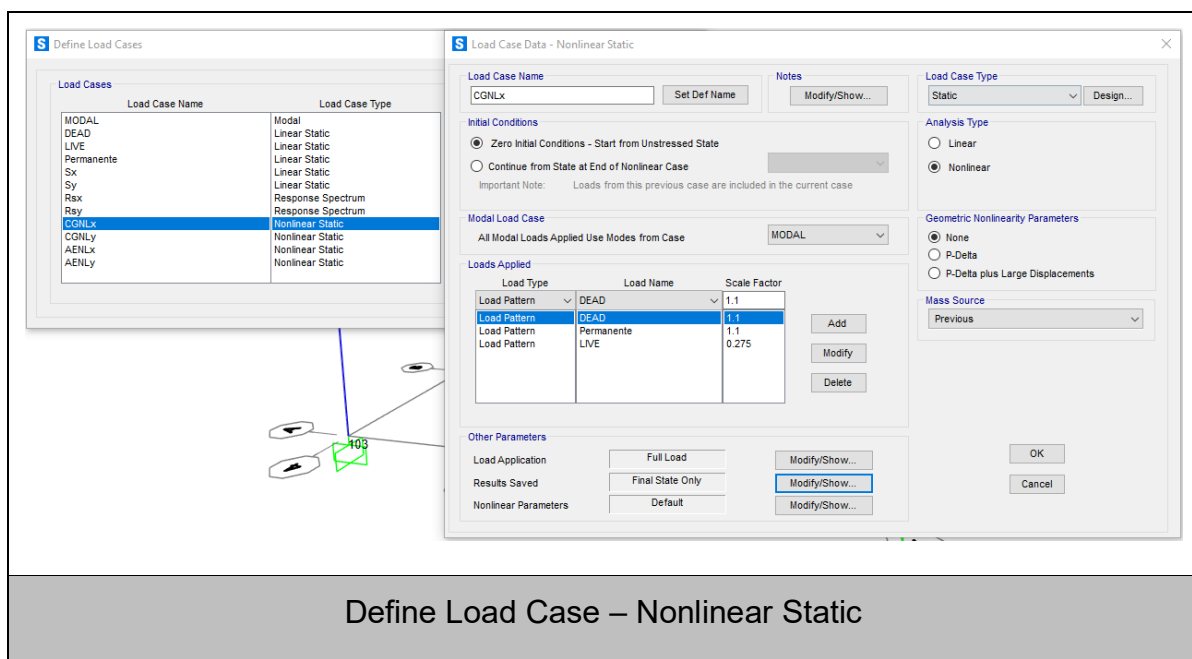 S Define Load Cases
Load Cases
Load Case Name Load Case Type
MODAL Modal
DEAD Linear Static
LIVE Linear Static
Permanente Linear Static
Sx Linear Static
Sy Linear Static
Rsx Response Spectrum
Rsy Response Spectrum
CGNLx Nonlinear Static
CGNLy Nonlinear Static
AENLx Nonlinear Static
AENLy Nonlinear Static
103
S Load Case Data - Nonlinear Static
Load Case Name Notes Load Case Type
CGNLx Set Def Name Modify/Show... Static Design...
Initial Conditions Analysis Type
Zero Initial Conditions - Start from Unstressed State Linear
Continue from State at End of Nonlinear Case Nonlinear
Important Note: Loads from this previous case are included in the current case
Modal Load Case Geometric Nonlinearity Parameters
All Modal Loads Applied Use Modes from Case MODAL None
P-Delta
P-Delta plus Large Displacements
Loads Applied
Load Type Load Name Scale Factor
Mass Source
Load Pattern DEAD 1.1
Previous
Load Pattern DEAD 1.1 Add
Load Pattern Permanente 1.1
Load Pattern LIVE 0.275
Modify
Delete
Other Parameters
Load Application Full Load Modify/Show... OK
Results Saved Final State Only Modify/Show... Cancel
Nonlinear Parameters Default Modify/Show...
Define Load Case – Nonlinear Static